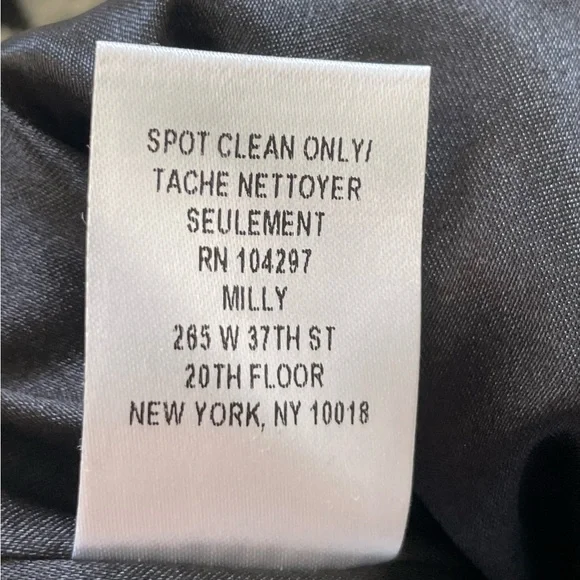 SPOT CLEAN ONLY/
TACHE NETTOYER
SEULEMENT
RN 104297
MILLY
265 W 37TH ST
20TH FLOOR
NEW YORK, NY 10018